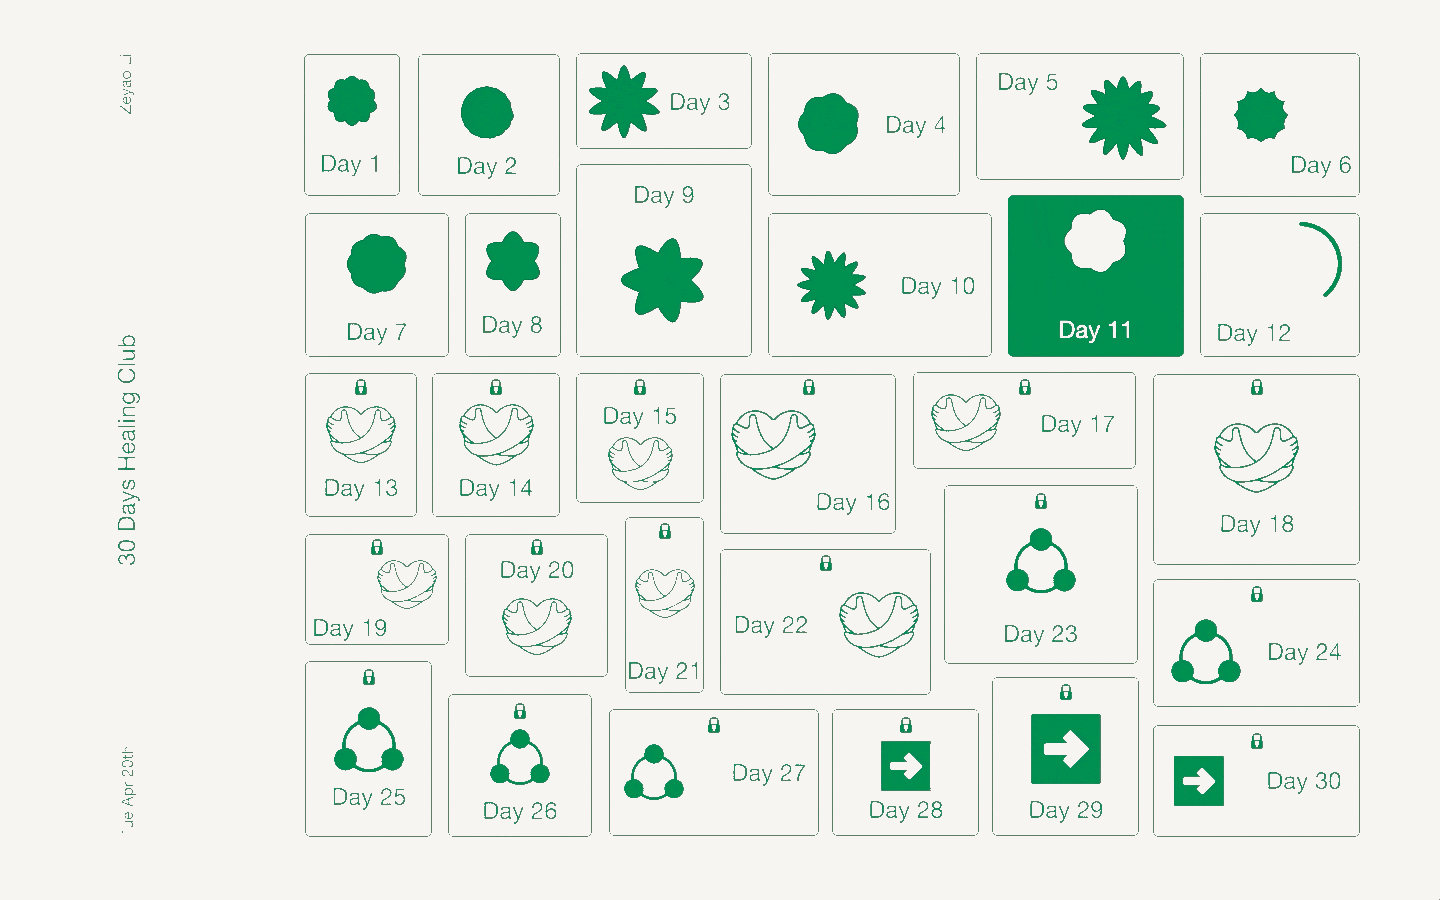 Zeyao Li
30 Days Healing Club
Tue Apr 20th
Day 1
Day 2
Day 3
Day 4
Day 5
Day 6
Day 7
Day 8
Day 9
Day 10
Day 11
Day 12
Day 13
Day 14
Day 15
Day 16
Day 17
Day 18
Day 19
Day 20
Day 21
Day 22
Day 23
Day 24
Day 25
Day 26
Day 27
Day 28
Day 29
Day 30